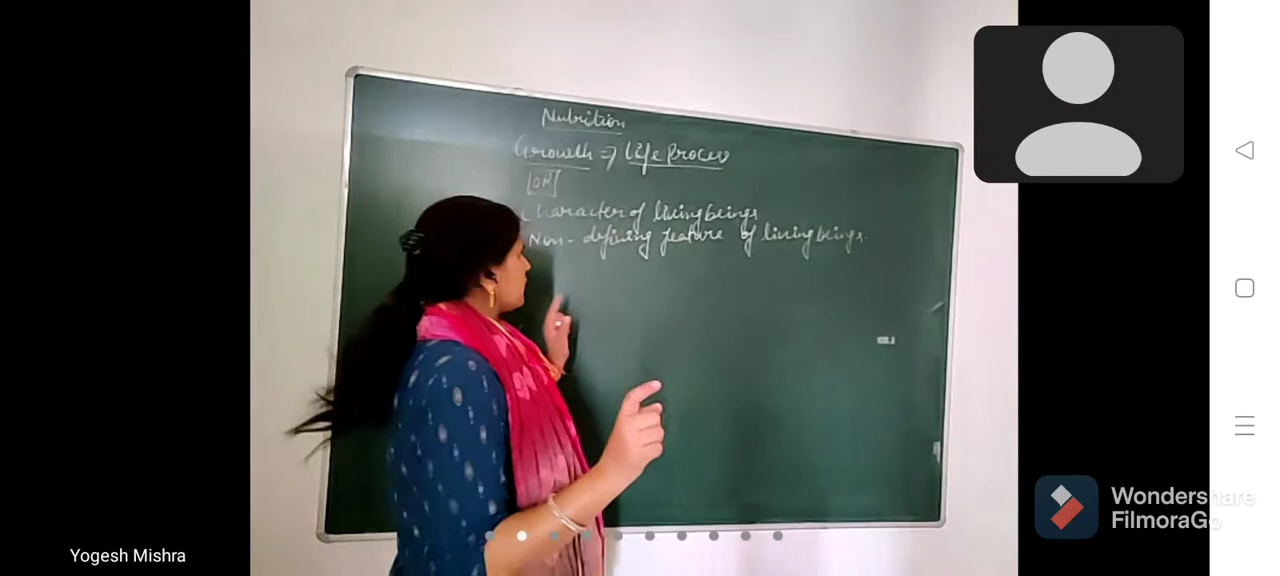 Nutrition
Growth => Life Process
[OR]
Character of living beings
Non-defining feature of living beings.
Yogesh Mishra
Wondershare
FilmoraGo